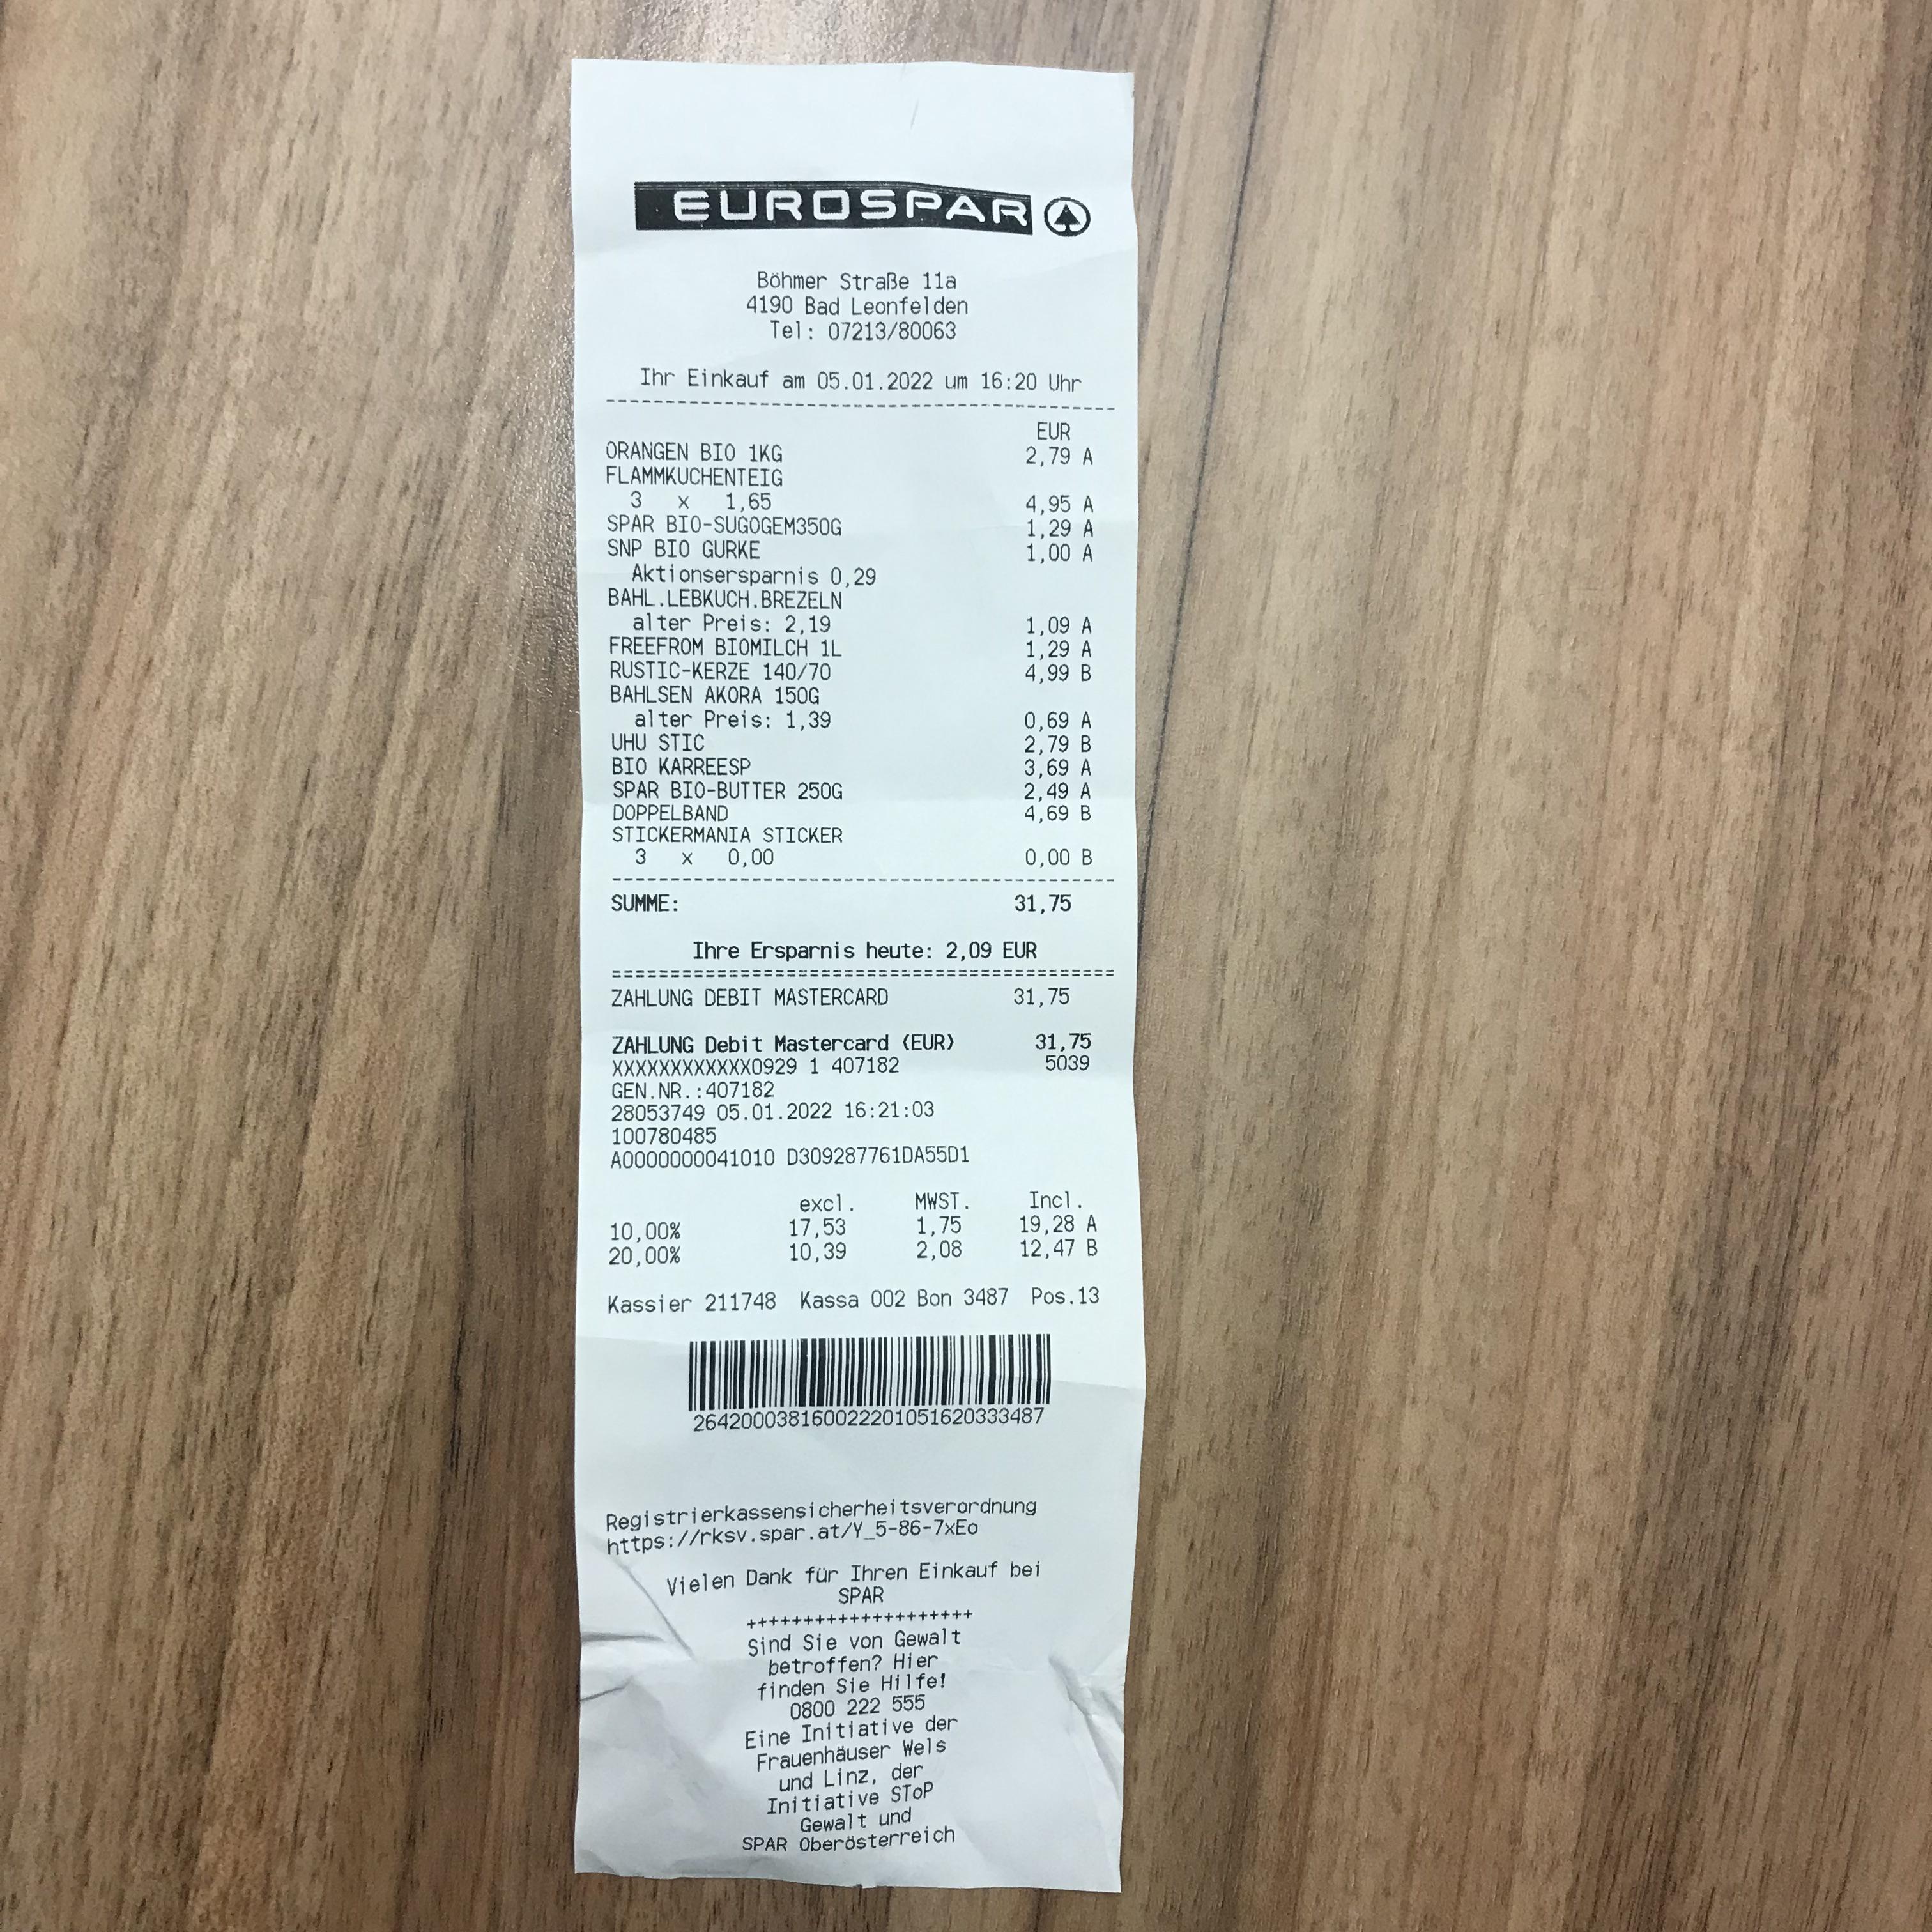 EUROSPAR
Böhmer Straße 11a
4190 Bad Leonfelden
Tel: 07213/80063
Ihr Einkauf am 05.01.2022 um 16:20 Uhr
EUR
ORANGEN BIO 1KG 2,79 A
FLAMMKUCHENTEIG
3 x 1,65 4,95 A
SPAR BIO-SUGOGEM350G 1,29 A
SNP BIO GURKE 1,00 A
Aktionsersparnis 0,29
BAHL.LEBKUCH.BREZELN
alter Preis: 2,19 1,09 A
FREEFROM BIOMILCH 1L 1,29 A
RUSTIC-KERZE 140/70 4,99 B
BAHLSEN AKORA 150G
alter Preis: 1,39 0,69 A
UHU STIC 2,79 B
BIO KARREESP 3,69 A
SPAR BIO-BUTTER 250G 2,49 A
DOPPELBAND 4,69 B
STICKERMANIA STICKER
3 x 0,00 0,00 B
SUMME: 31,75
Ihre Ersparnis heute: 2,09 EUR
============================================
ZAHLUNG DEBIT MASTERCARD 31,75
ZAHLUNG Debit Mastercard (EUR) 31,75
XXXXXXXXXXXX0929 1 407182 5039
GEN.NR.:407182
28053749 05.01.2022 16:21:03
100780485
A0000000041010 D309287761DA55D1
excl. MWST. Incl.
10,00% 17,53 1,75 19,28 A
20,00% 10,39 2,08 12,47 B
Kassier 211748 Kassa 002 Bon 3487 Pos.13
264200038160022201051620333487
Registrierkassensicherheitsverordnung
https://rksv.spar.at/Y_5-86-7xEo
Vielen Dank für Ihren Einkauf bei
SPAR
++++++++++++++++++++
Sind Sie von Gewalt
betroffen? Hier
finden Sie Hilfe!
0800 222 555
Eine Initiative der
Frauenhäuser Wels
und Linz, der
Initiative SToP
Gewalt und
SPAR Oberösterreich